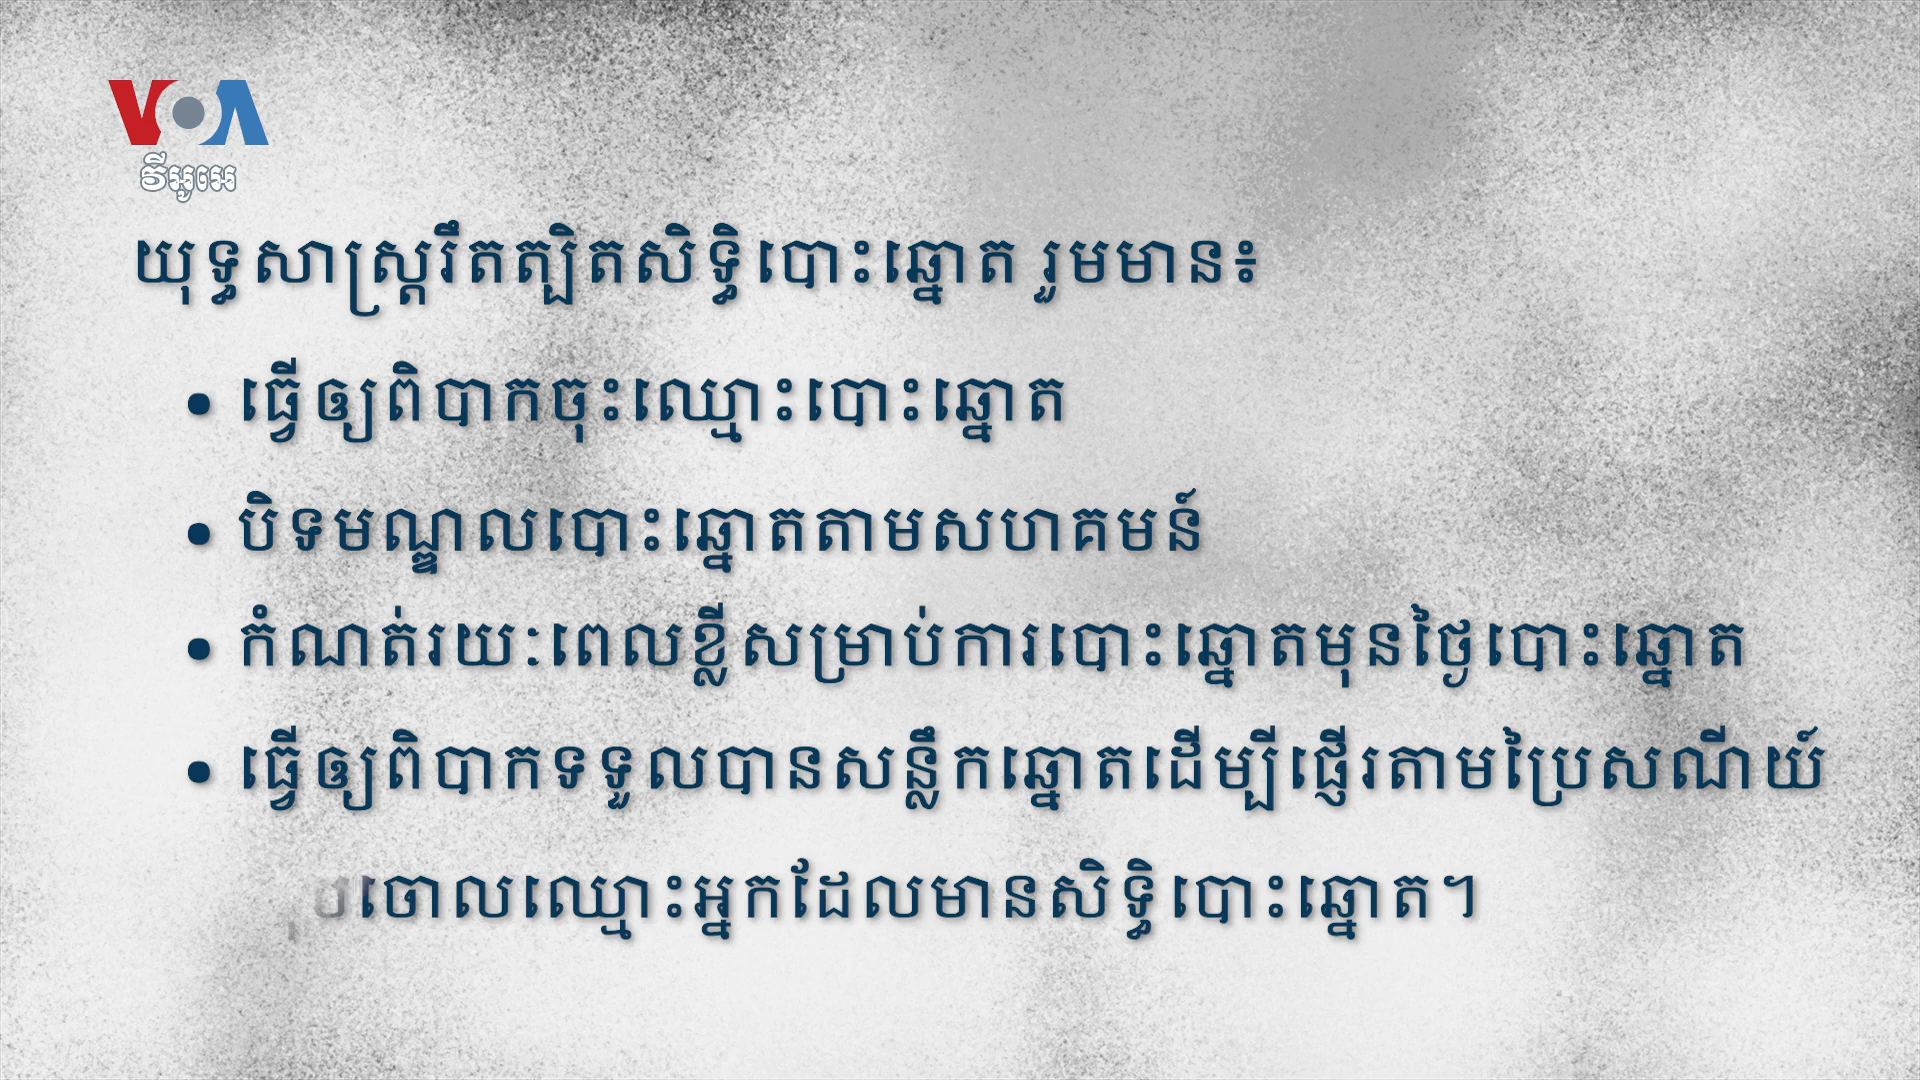 VOA
វីអូអេ
យុទ្ធសាស្ត្ររឹតត្បិតសិទ្ធិបោះឆ្នោត រួមមាន៖
• ធ្វើឲ្យពិបាកចុះឈ្មោះបោះឆ្នោត
• បិទមណ្ឌលបោះឆ្នោតតាមសហគមន៍
• កំណត់រយៈពេលខ្លីសម្រាប់ការបោះឆ្នោតមុនថ្ងៃបោះឆ្នោត
• ធ្វើឲ្យពិបាកទទួលបានសន្លឹកឆ្នោតដើម្បីផ្ញើរតាមប្រៃសណីយ៍
ចោលឈ្មោះអ្នកដែលមានសិទ្ធិបោះឆ្នោត។